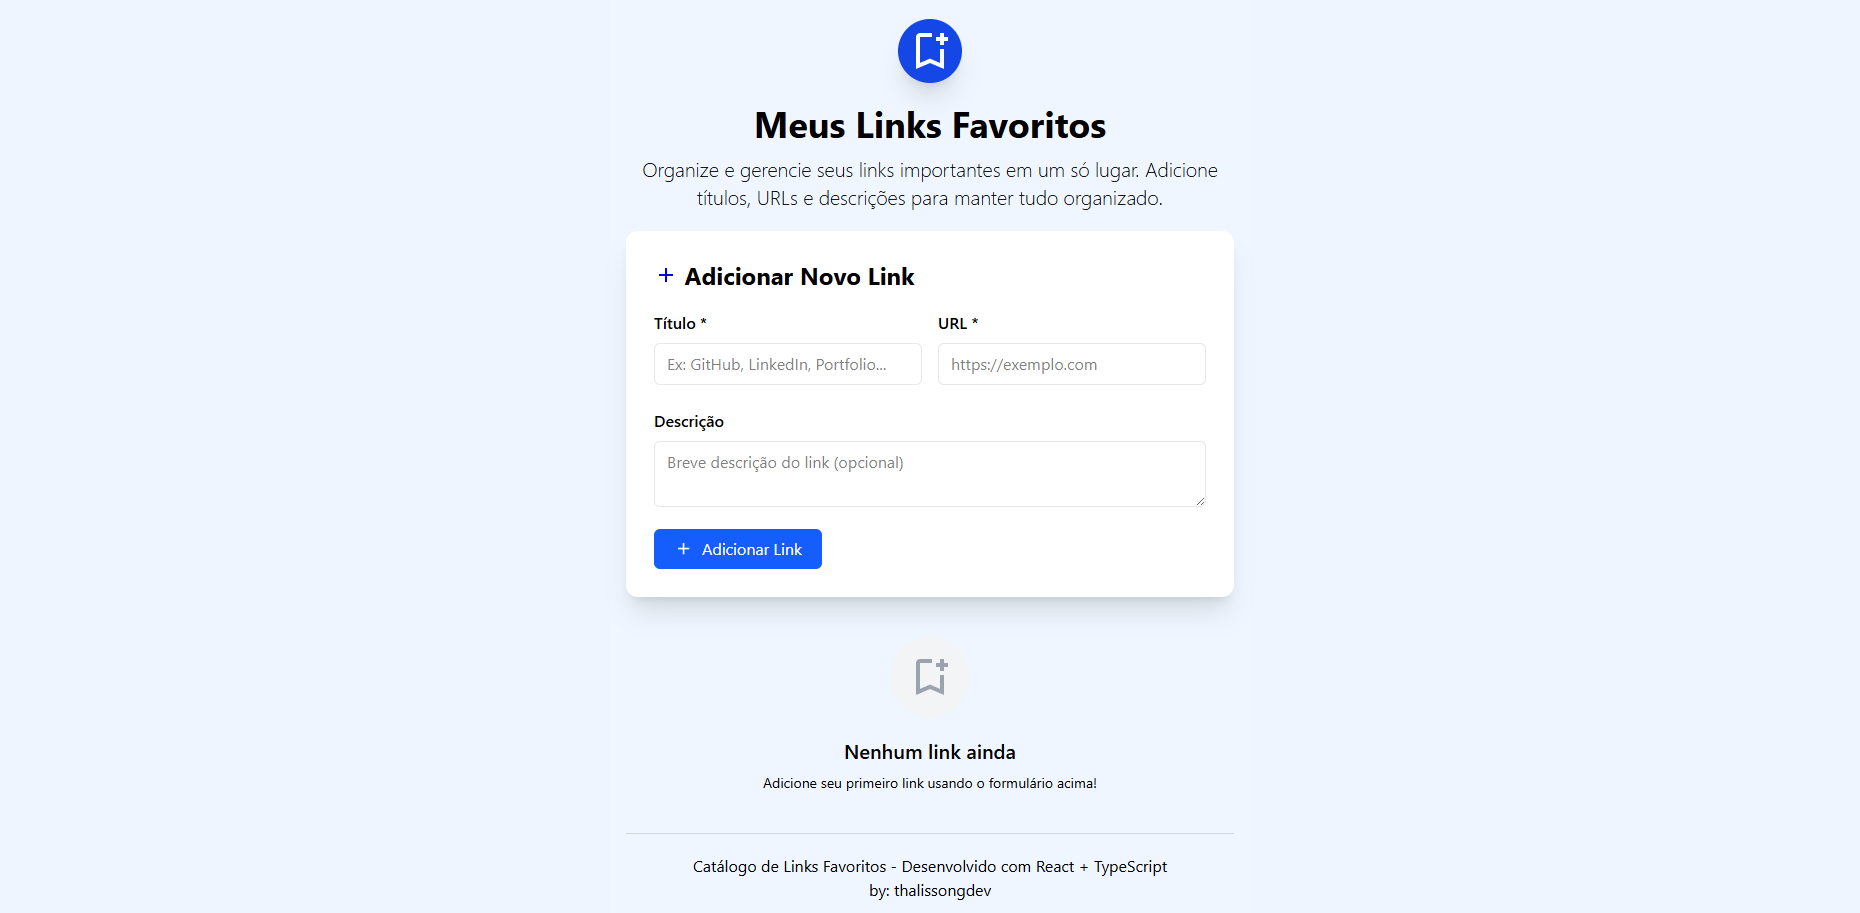 Meus Links Favoritos
Organize e gerencie seus links importantes em um só lugar. Adicione
títulos, URLs e descrições para manter tudo organizado.
+ Adicionar Novo Link
Título *
URL *
Ex: GitHub, LinkedIn, Portfolio...
https://exemplo.com
Descrição
Breve descrição do link (opcional)
+ Adicionar Link
Nenhum link ainda
Adicione seu primeiro link usando o formulário acima!
Catálogo de Links Favoritos - Desenvolvido com React + TypeScript
by: thalissongdev